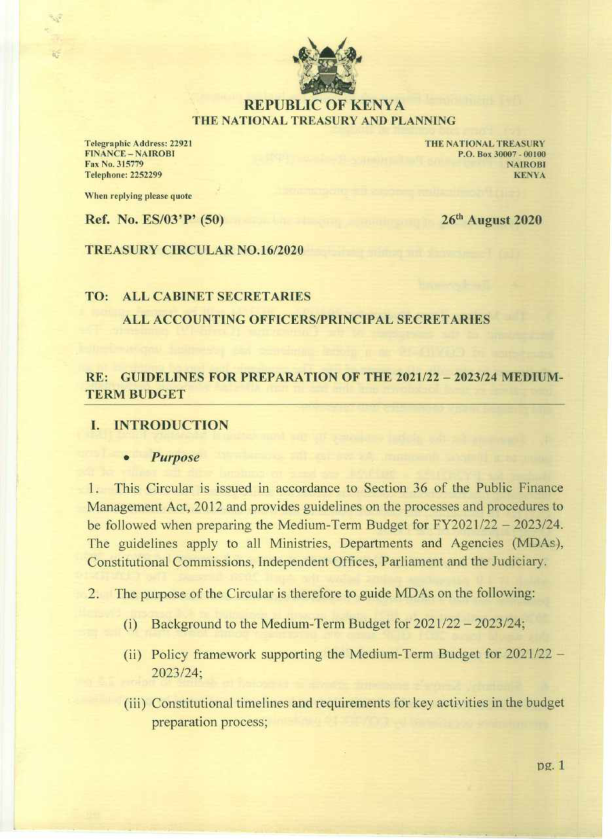 REPUBLIC OF KENYA
THE NATIONAL TREASURY AND PLANNING
Telegraphic Address: 22921
FINANCE – NAIROBI
Fax No. 315779
Telephone: 2252299
THE NATIONAL TREASURY
P.O. Box 30007 - 00100
NAIROBI
KENYA
When replying please quote
Ref. No. ES/03'P' (50) 26th August 2020
TREASURY CIRCULAR NO.16/2020
TO: ALL CABINET SECRETARIES
ALL ACCOUNTING OFFICERS/PRINCIPAL SECRETARIES
RE: GUIDELINES FOR PREPARATION OF THE 2021/22 – 2023/24 MEDIUM-
TERM BUDGET
I. INTRODUCTION
• Purpose
1. This Circular is issued in accordance to Section 36 of the Public Finance
Management Act, 2012 and provides guidelines on the processes and procedures to
be followed when preparing the Medium-Term Budget for FY2021/22 – 2023/24.
The guidelines apply to all Ministries, Departments and Agencies (MDAs),
Constitutional Commissions, Independent Offices, Parliament and the Judiciary.
2. The purpose of the Circular is therefore to guide MDAs on the following:
(i) Background to the Medium-Term Budget for 2021/22 – 2023/24;
(ii) Policy framework supporting the Medium-Term Budget for 2021/22 –
2023/24;
(iii) Constitutional timelines and requirements for key activities in the budget
preparation process;
pg. 1